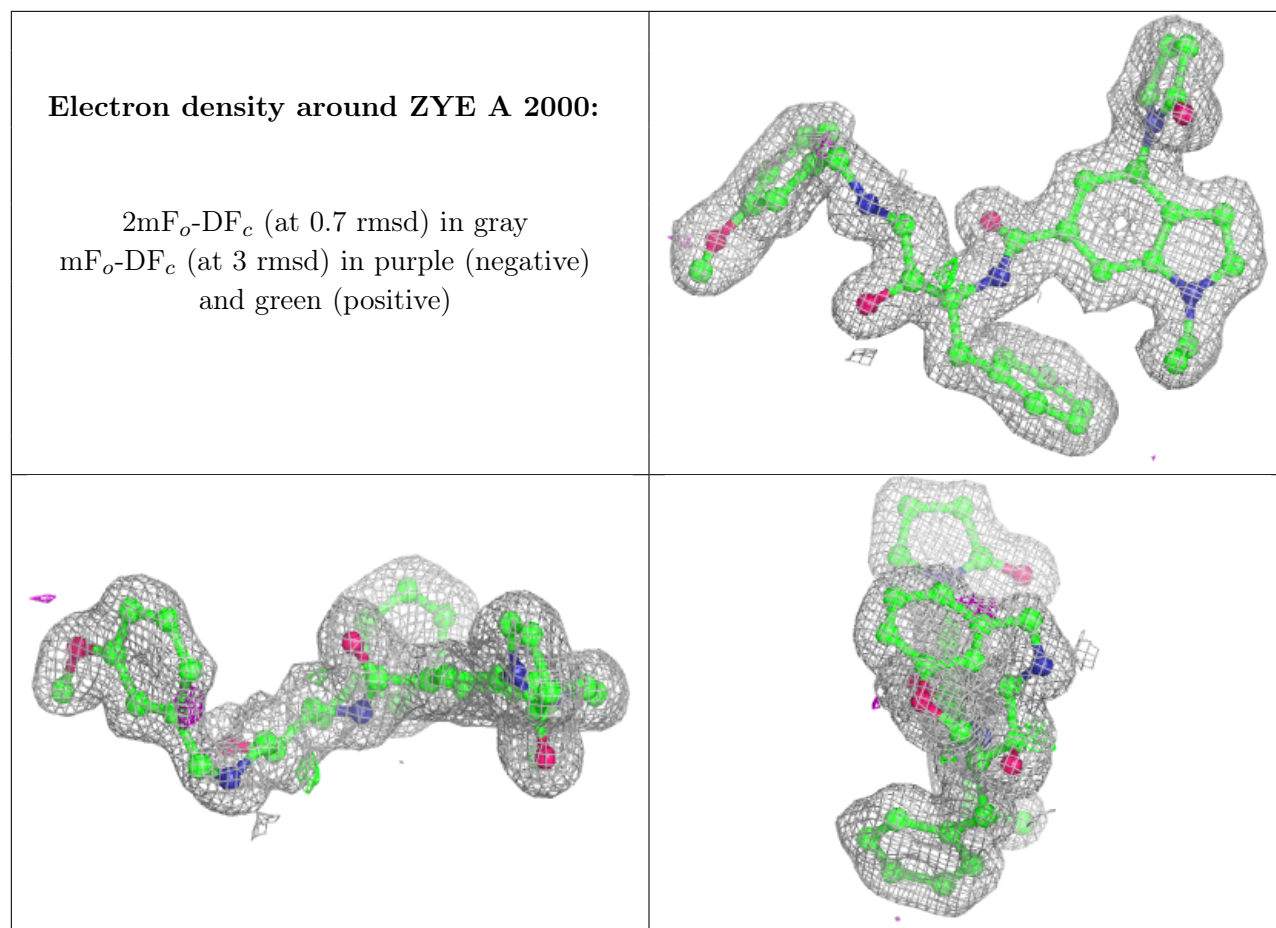 Electron density around ZYE A 2000:
2mFₒ-DF𝒸 (at 0.7 rmsd) in gray
mFₒ-DF𝒸 (at 3 rmsd) in purple (negative)
and green (positive)